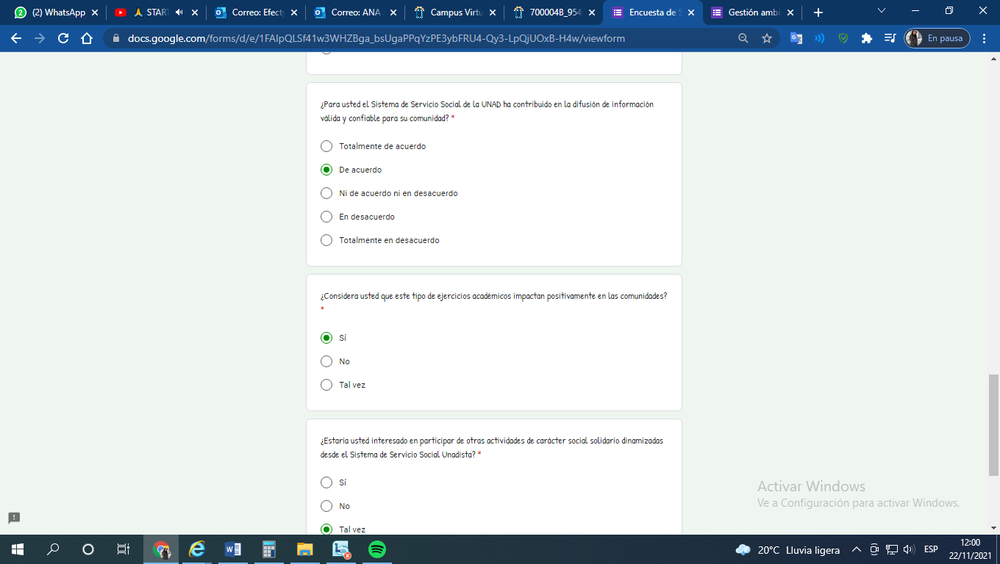 (2) WhatsApp
START
Correo: Efecty
Correo: ANA
Campus Virtu
700004B_954
Encuesta de S
Gestión ambi
docs.google.com/forms/d/e/1FAIpQLSf41w3WHZBga_bsUgaPPqYzPE3ybFRU4-Qy3-LpQjUOxB-H4w/viewform
En pausa
¿Para usted el Sistema de Servicio Social de la UNAD ha contribuido en la difusión de información
válida y confiable para su comunidad? *
Totalmente de acuerdo
De acuerdo
Ni de acuerdo ni en desacuerdo
En desacuerdo
Totalmente en desacuerdo
¿Considera usted que este tipo de ejercicios académicos impactan positivamente en las comunidades?
*
Sí
No
Tal vez
¿Estaría usted interesado en participar de otras actividades de carácter social solidario dinamizadas
desde el Sistema de Servicio Social Unadista? *
Sí
No
Tal vez
Activar Windows
Ve a Configuración para activar Windows.
20°C Lluvia ligera
ESP
12:00
22/11/2021